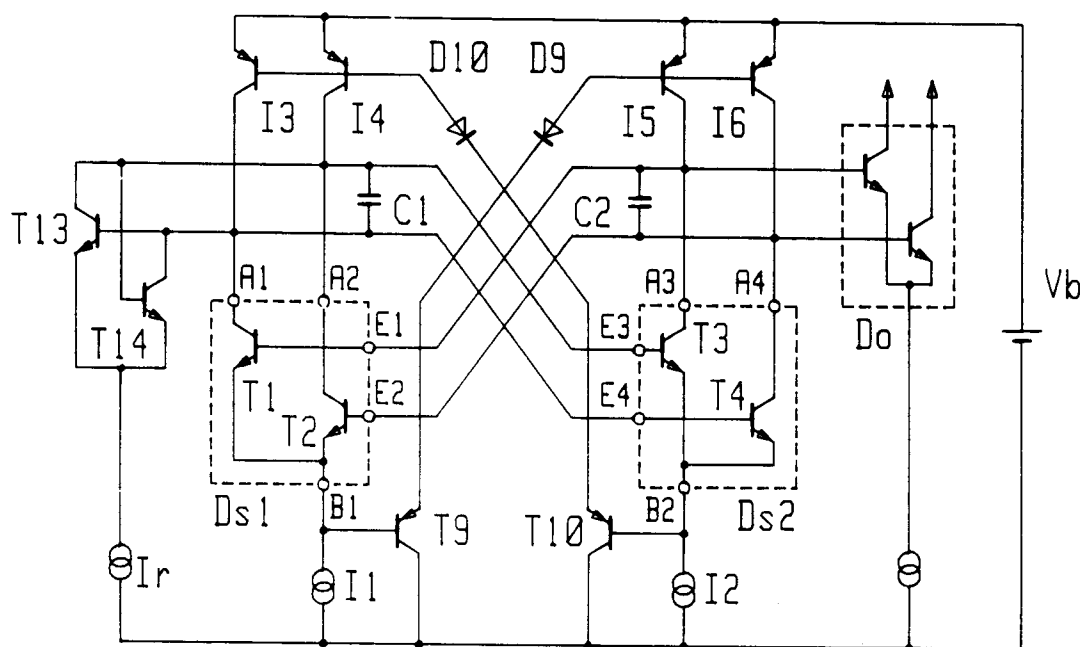 D10 D9
I3 I4 I5 I6
T13 C1 C2
A1 A2 A3 A4 Vb
T14 E1 E3 T3 Do
T1 E2 E4 T4
T2
Ds1 B1 T9 T10 B2 Ds2
Ir I1 I2